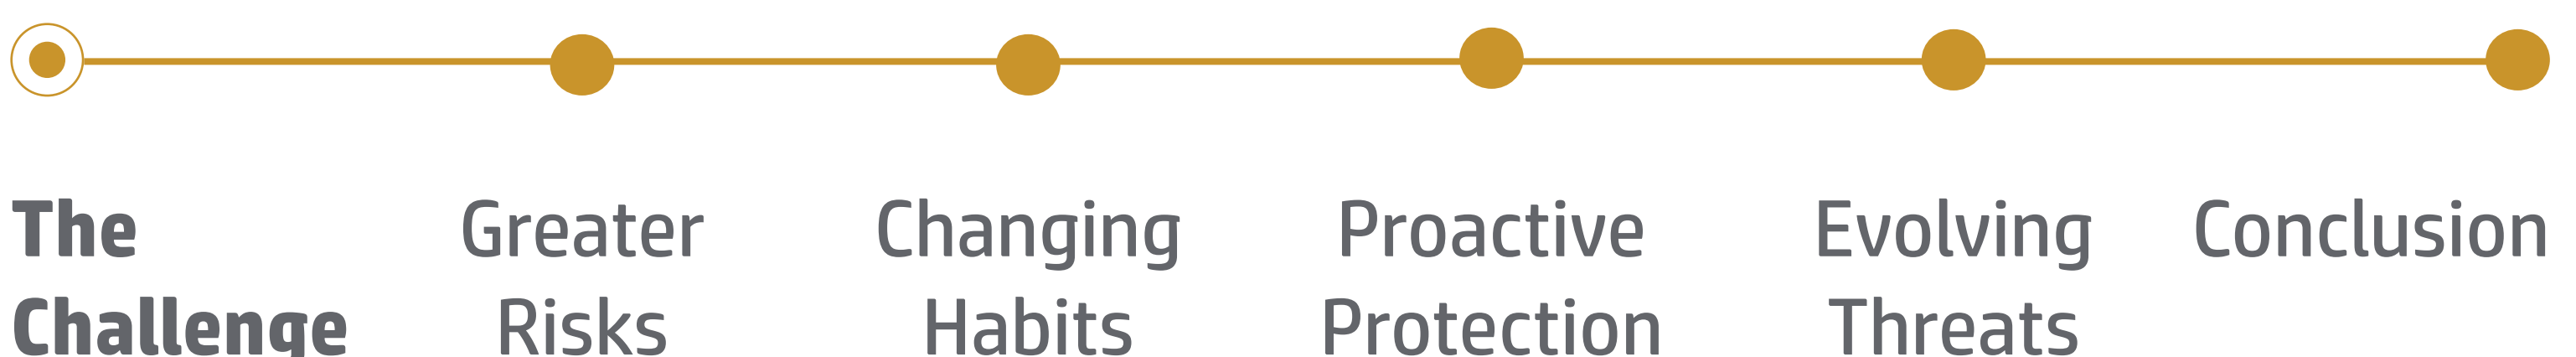 The
Challenge
Greater
Risks
Changing
Habits
Proactive
Protection
Evolving
Threats
Conclusion